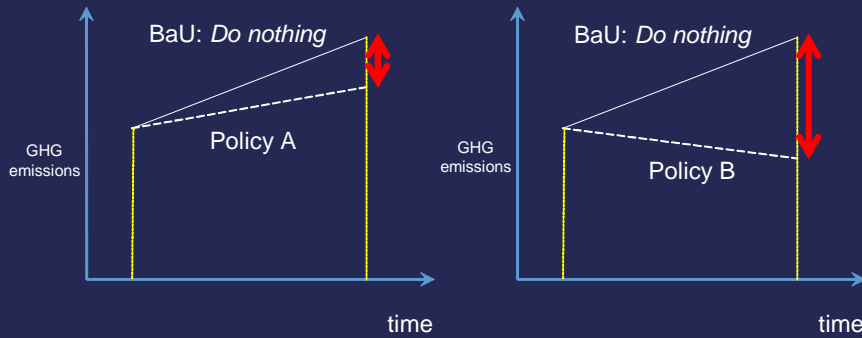 BaU: Do nothing
Policy A
GHG
emissions
time
BaU: Do nothing
GHG
emissions
Policy B
time